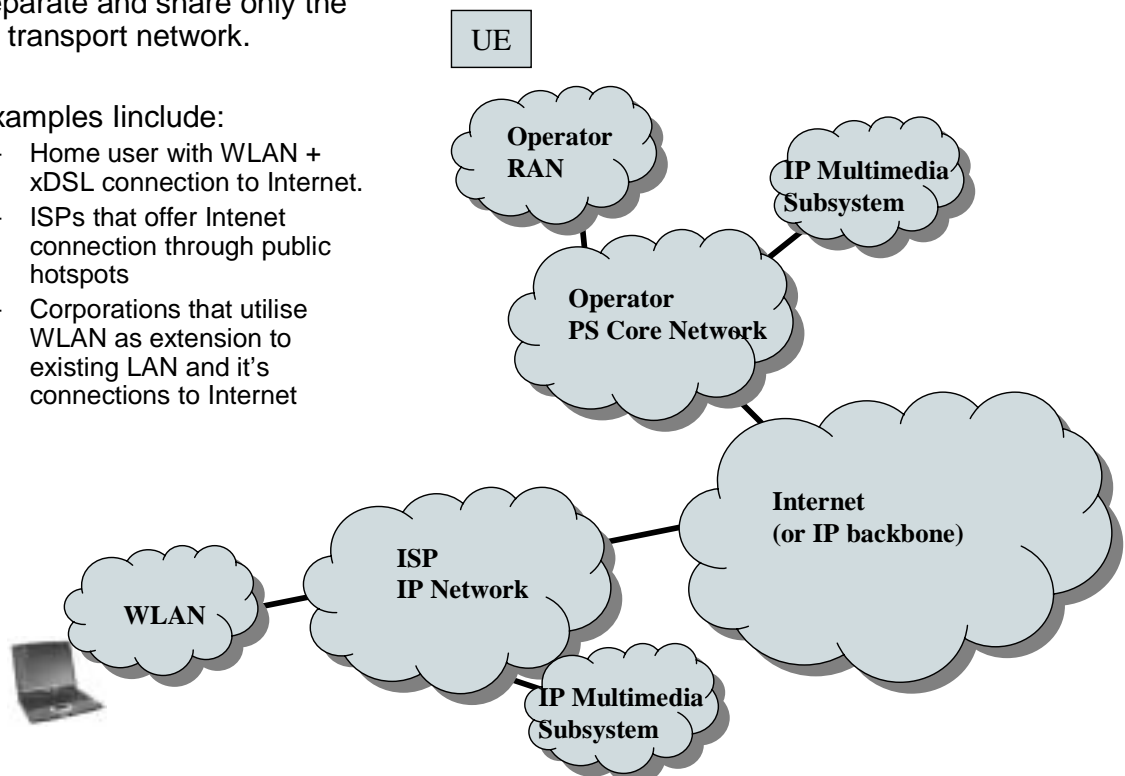 eparate and share only the
transport network.
xamples Iinclude:
- Home user with WLAN +
xDSL connection to Internet.
- ISPs that offer Intenet
connection through public
hotspots
- Corporations that utilise
WLAN as extension to
existing LAN and it's
connections to Internet
UE
Operator
RAN
IP Multimedia
Subsystem
Operator
PS Core Network
Internet
(or IP backbone)
ISP
IP Network
WLAN
IP Multimedia
Subsystem